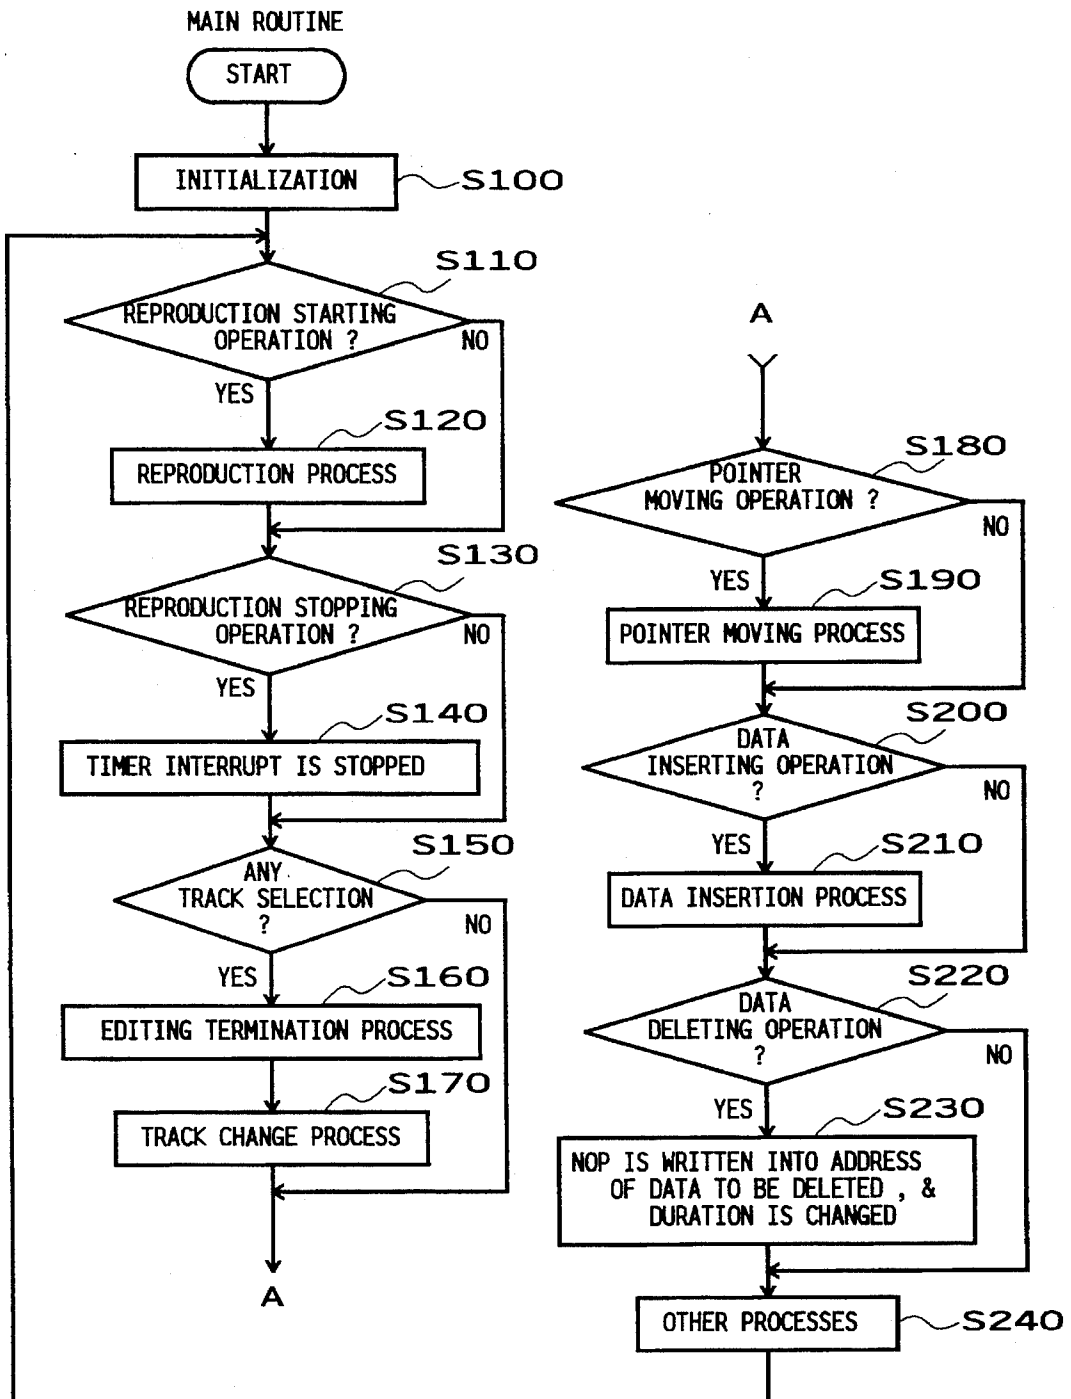 MAIN ROUTINE
START
INITIALIZATION
S100
S110
REPRODUCTION STARTING
OPERATION ?
NO
YES
S120
REPRODUCTION PROCESS
S130
REPRODUCTION STOPPING
OPERATION ?
NO
YES
S140
TIMER INTERRUPT IS STOPPED
S150
ANY
TRACK SELECTION
?
NO
YES
S160
EDITING TERMINATION PROCESS
S170
TRACK CHANGE PROCESS
A
A
S180
POINTER
MOVING OPERATION ?
NO
YES
S190
POINTER MOVING PROCESS
S200
DATA
INSERTING OPERATION
?
NO
YES
S210
DATA INSERTION PROCESS
S220
DATA
DELETING OPERATION
?
NO
YES
S230
NOP IS WRITTEN INTO ADDRESS
OF DATA TO BE DELETED , &
DURATION IS CHANGED
OTHER PROCESSES
S240